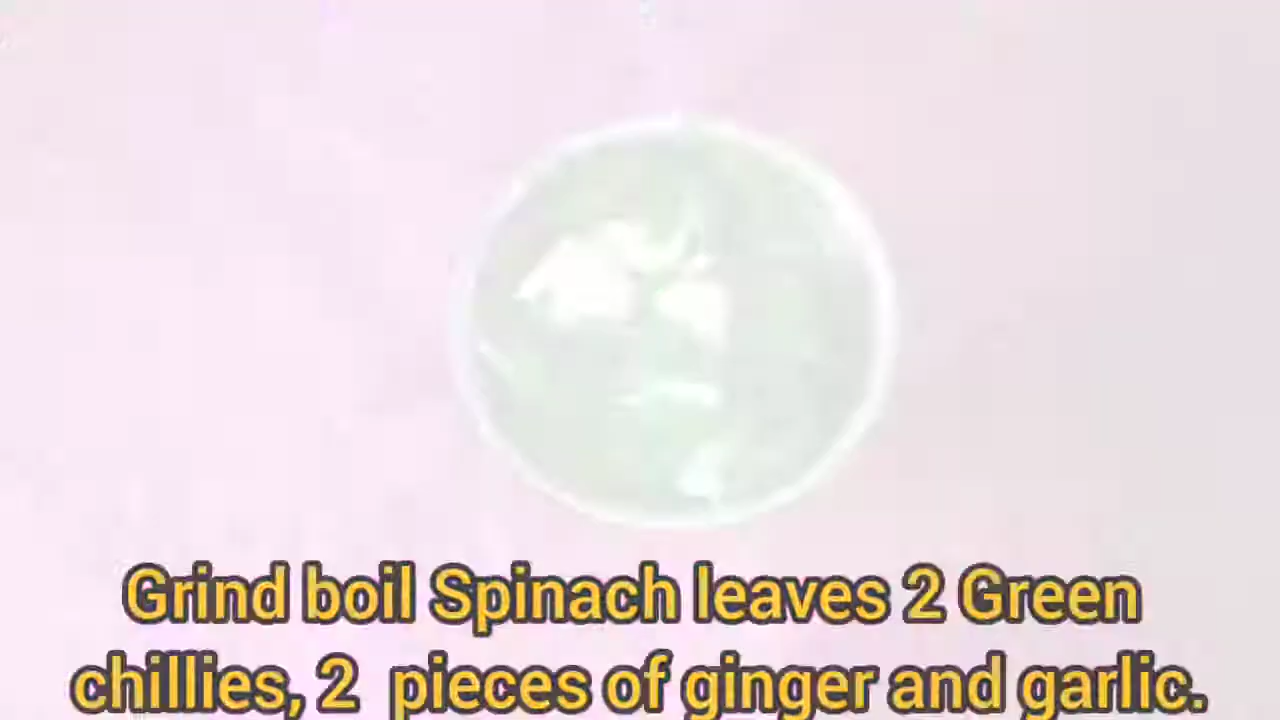 Grind boil Spinach leaves 2 Green
chillies, 2 pieces of ginger and garlic.